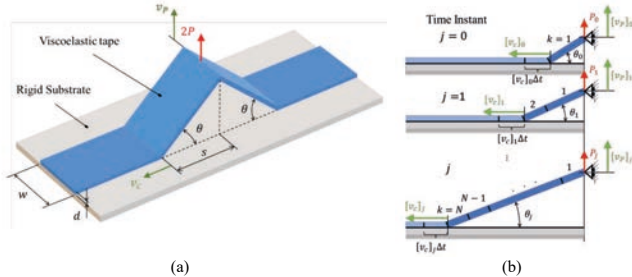 v_P
2P
Viscoelastic tape
Rigid Substrate
θ
θ
s
v_c
w
d
(a)
Time Instant
j = 0
[v_c]_0
k = 1
θ_0
P_0
[v_P]_0
[v_c]_0Δt
j = 1
[v_c]_1
2
1
θ_1
P_1
[v_P]_1
[v_c]_1Δt
j
1
[v_c]_j
k = N
N − 1
. . .
1
θ_j
P_j
[v_P]_j
[v_c]_jΔt
(b)